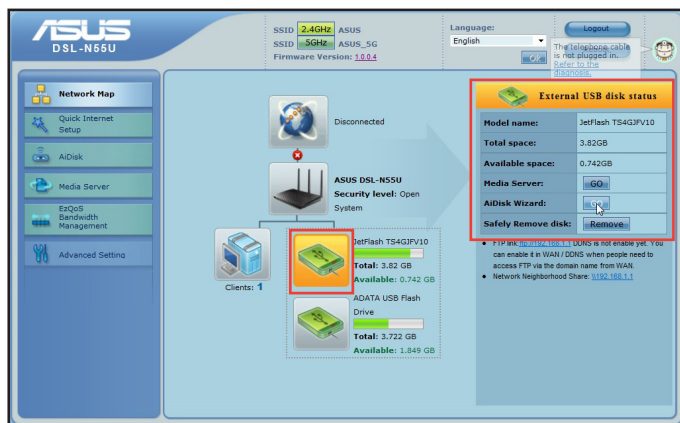 ASUS
DSL-N55U
SSID 2.4GHz ASUS
SSID 5GHz ASUS_5G
Firmware Version: 1.0.0.4
Language:
English
OK
Logout
The telephone cable
is not plugged in.
Refer to the
diagnosis.
Network Map
Quick Internet
Setup
AiDisk
Media Server
EzQoS
Bandwidth
Management
Advanced Setting
Disconnected
ASUS DSL-N55U
Security level: Open
System
Clients: 1
JetFlash TS4GJFV10
Total: 3.82 GB
Available: 0.742 GB
ADATA USB Flash
Drive
Total: 3.722 GB
Available: 1.849 GB
External USB disk status
Model name: JetFlash TS4GJFV10
Total space: 3.82GB
Available space: 0.742GB
Media Server: GO
AiDisk Wizard:
Safely Remove disk: Remove
FTP link ftp://192.168.1.1 DDNS is not enable yet. You
can enable it in WAN / DDNS when people need to
access FTP via the domain name from WAN.
Network Neighborhood Share: \\192.168.1.1